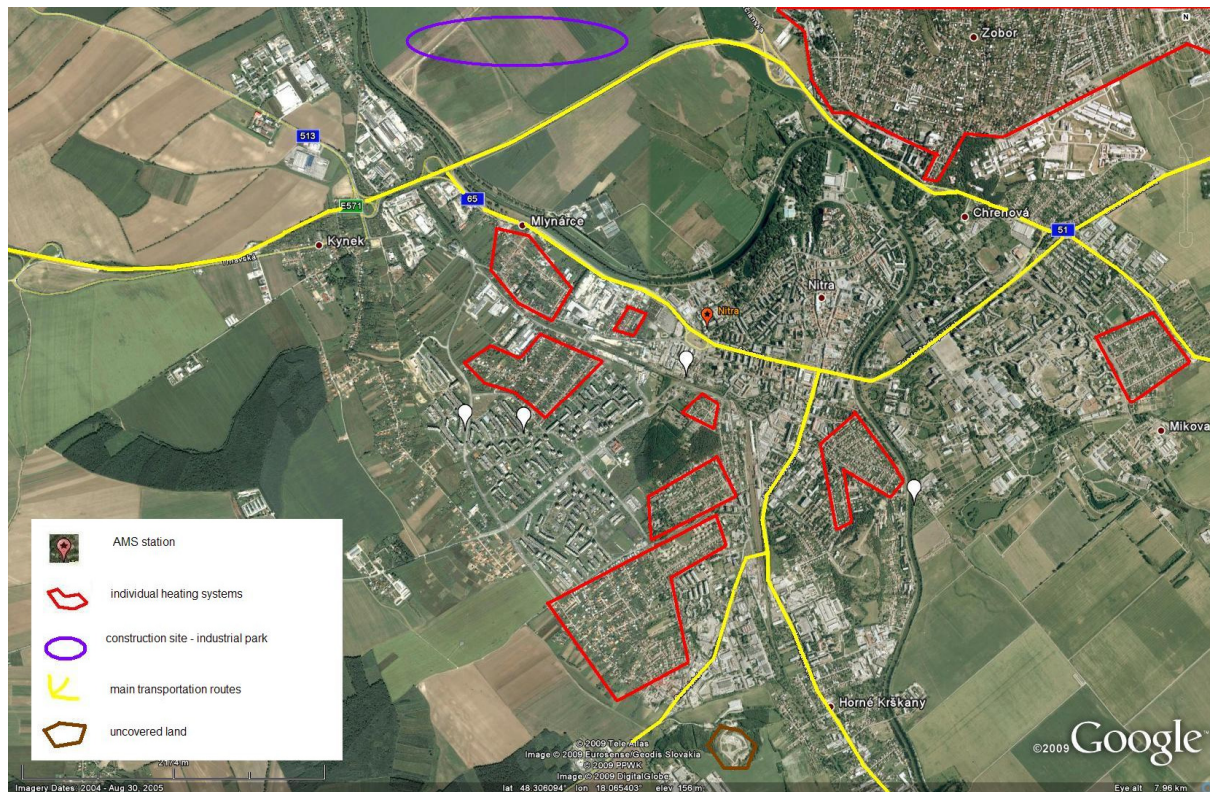 N
Zobor
513
E571
65
Mlynárce
Kynek
Chrenová
51
Nitra
Nitra
Mikova
AMS station
individual heating systems
construction site - industrial park
main transportation routes
uncovered land
Horné Krškany
2174 m
© 2009 Tele Atlas
Image © 2009 Eurosense/Geodis Slovakia
© 2009 PPWK
Image © 2009 DigitalGlobe
©2009 Google™
Imagery Dates: 2004 - Aug 30, 2005
lat 48.306094° lon 18.065403° elev 156 m
Eye alt 7.96 km